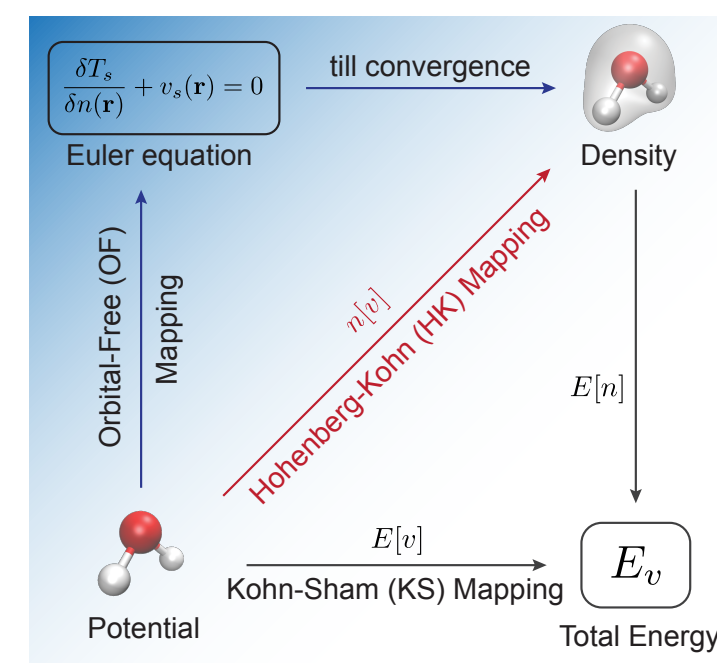 δT_s/δn(𝐫) + v_s(𝐫) = 0
till convergence
Euler equation
Density
Orbital-Free (OF)
Mapping
n[v]
Hohenberg-Kohn (HK) Mapping
E[n]
E[v]
E_v
Kohn-Sham (KS) Mapping
Potential
Total Energy